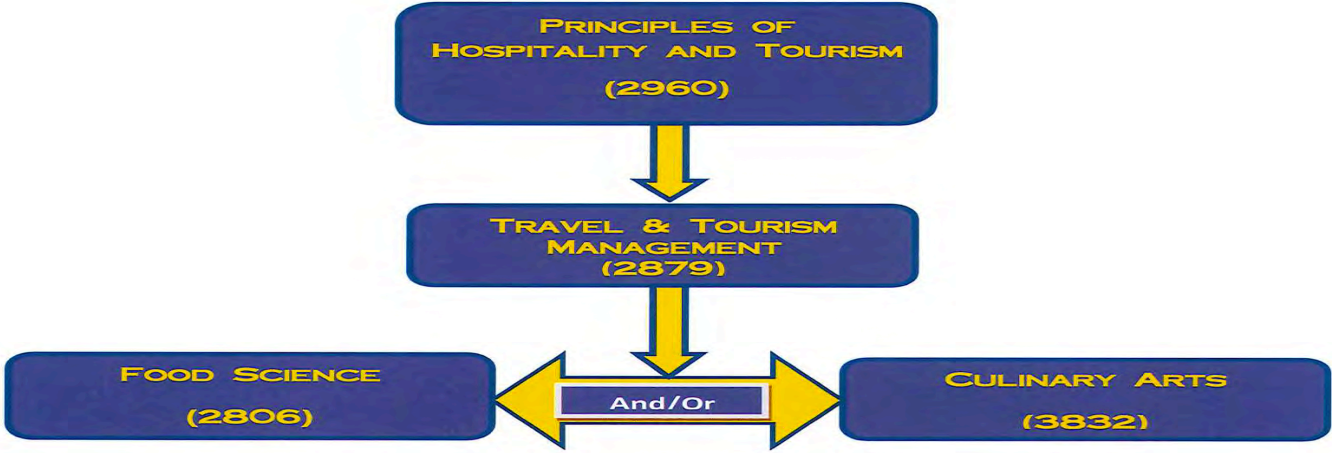 PRINCIPLES OF
HOSPITALITY AND TOURISM
(2960)
TRAVEL & TOURISM
MANAGEMENT
(2879)
FOOD SCIENCE
(2806)
And/Or
CULINARY ARTS
(3832)